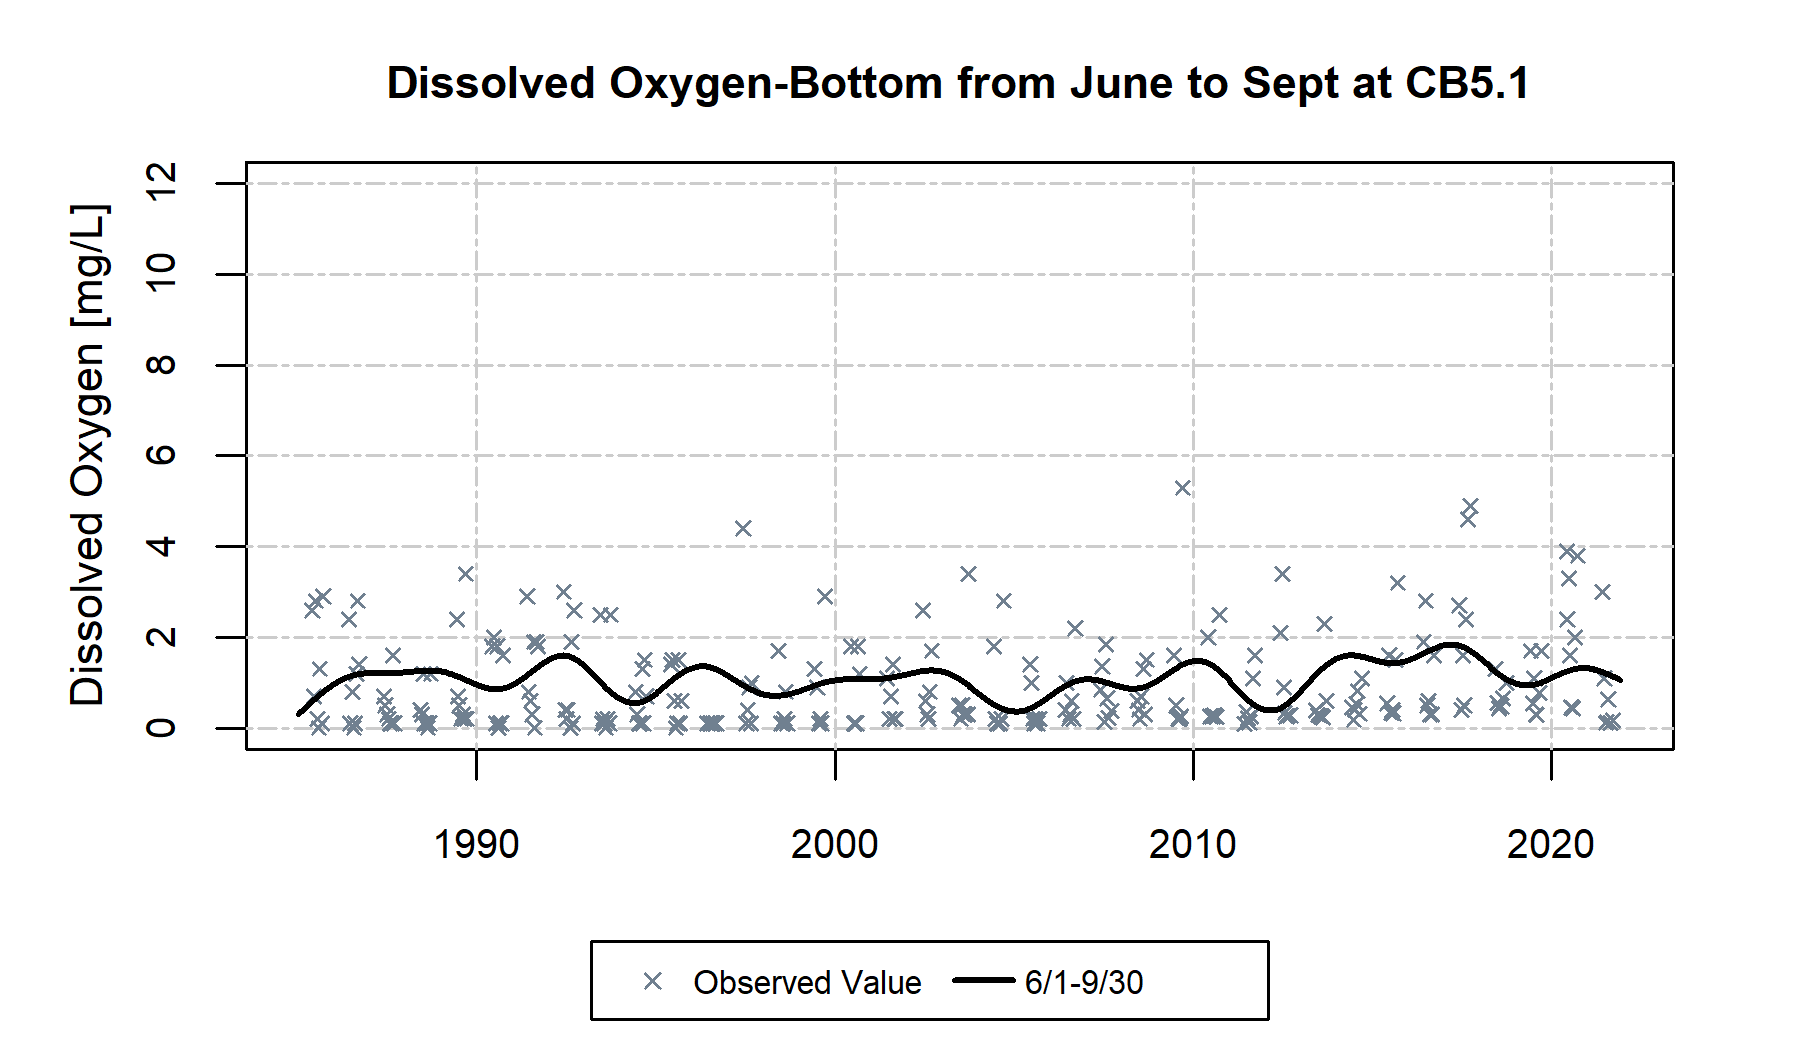 Dissolved Oxygen-Bottom from June to Sept at CB5.1
Dissolved Oxygen [mg/L]
12
10
8
6
4
2
0
1990 2000 2010 2020
Observed Value 6/1-9/30